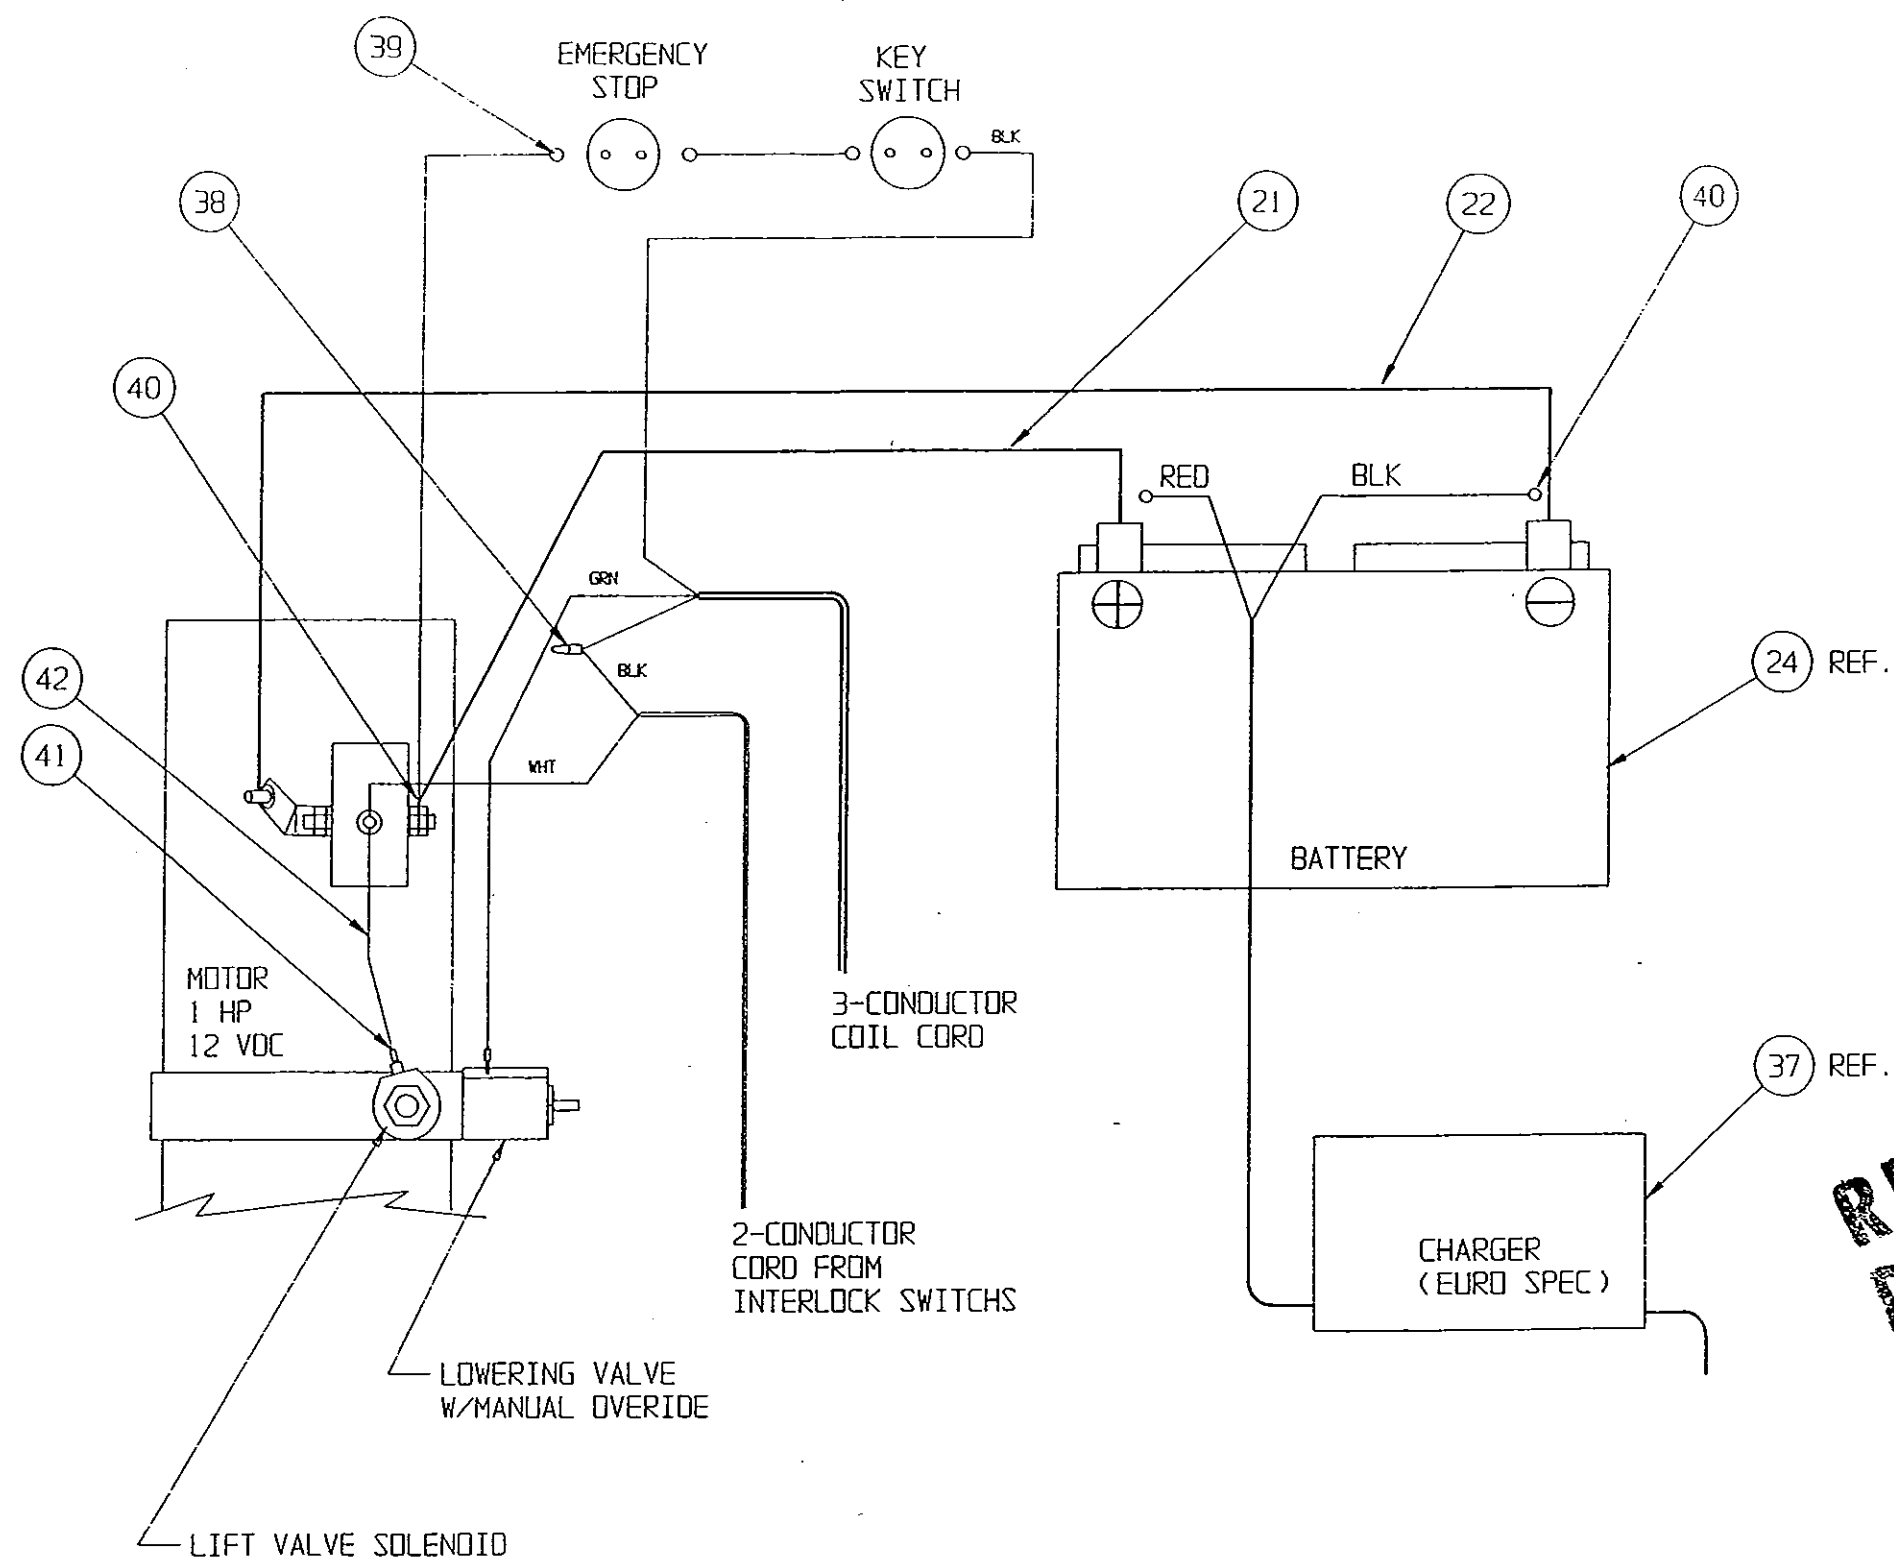 39
EMERGENCY
STOP
KEY
SWITCH
BLK
38
21
22
40
40
RED
BLK
GRN
BLK
24 REF.
42
41
WHT
BATTERY
MOTOR
1 HP
12 VDC
3-CONDUCTOR
COIL CORD
37 REF.
2-CONDUCTOR
CORD FROM
INTERLOCK SWITCHS
CHARGER
(EURO SPEC)
LOWERING VALVE
W/MANUAL OVERIDE
LIFT VALVE SOLENOID